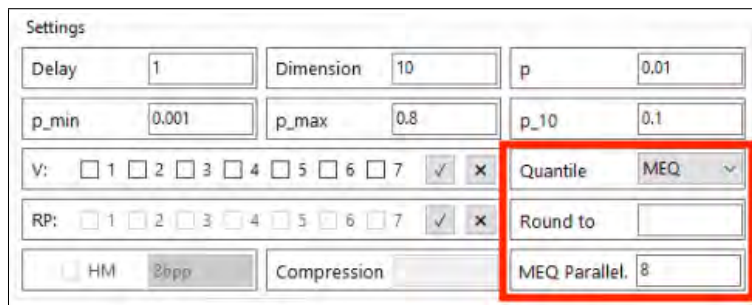 Settings
Delay 1 Dimension 10 p 0.01
p_min 0.001 p_max 0.8 p_10 0.1
V: 1 2 3 4 5 6 7 ✓ × Quantile MEQ
RP: 1 2 3 4 5 6 7 ✓ × Round to
HM 8bpp Compression MEQ Parallel. 8